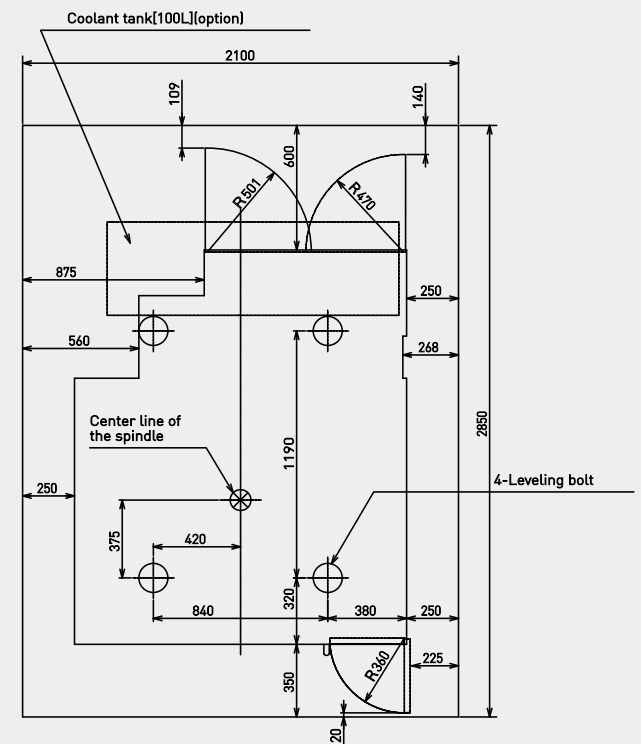 Coolant tank[100L](option)
2100
109
140
600
R501
R470
875
250
560
268
2850
Center line of
the spindle
1190
4-Leveling bolt
250
375
420
320
840
380
250
R360
225
350
20